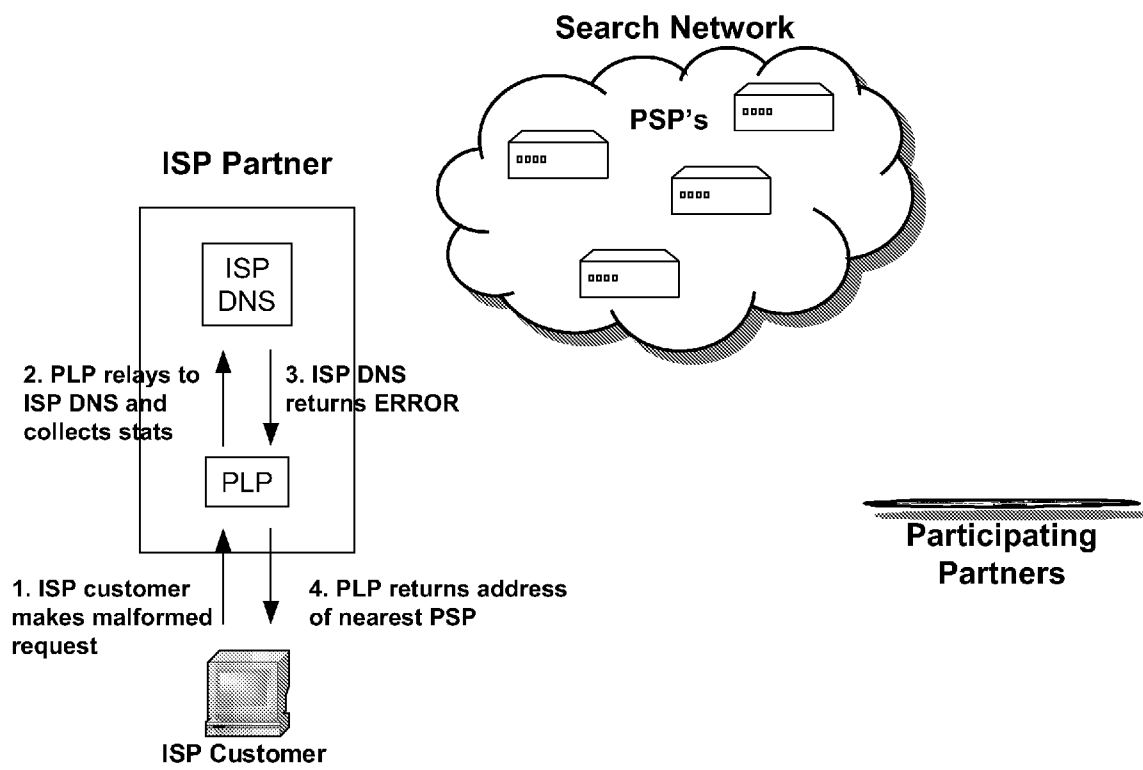 Search Network
PSP's
ISP Partner
ISP
DNS
2. PLP relays to
ISP DNS and
collects stats
3. ISP DNS
returns ERROR
PLP
Participating
Partners
1. ISP customer
makes malformed
request
4. PLP returns address
of nearest PSP
ISP Customer